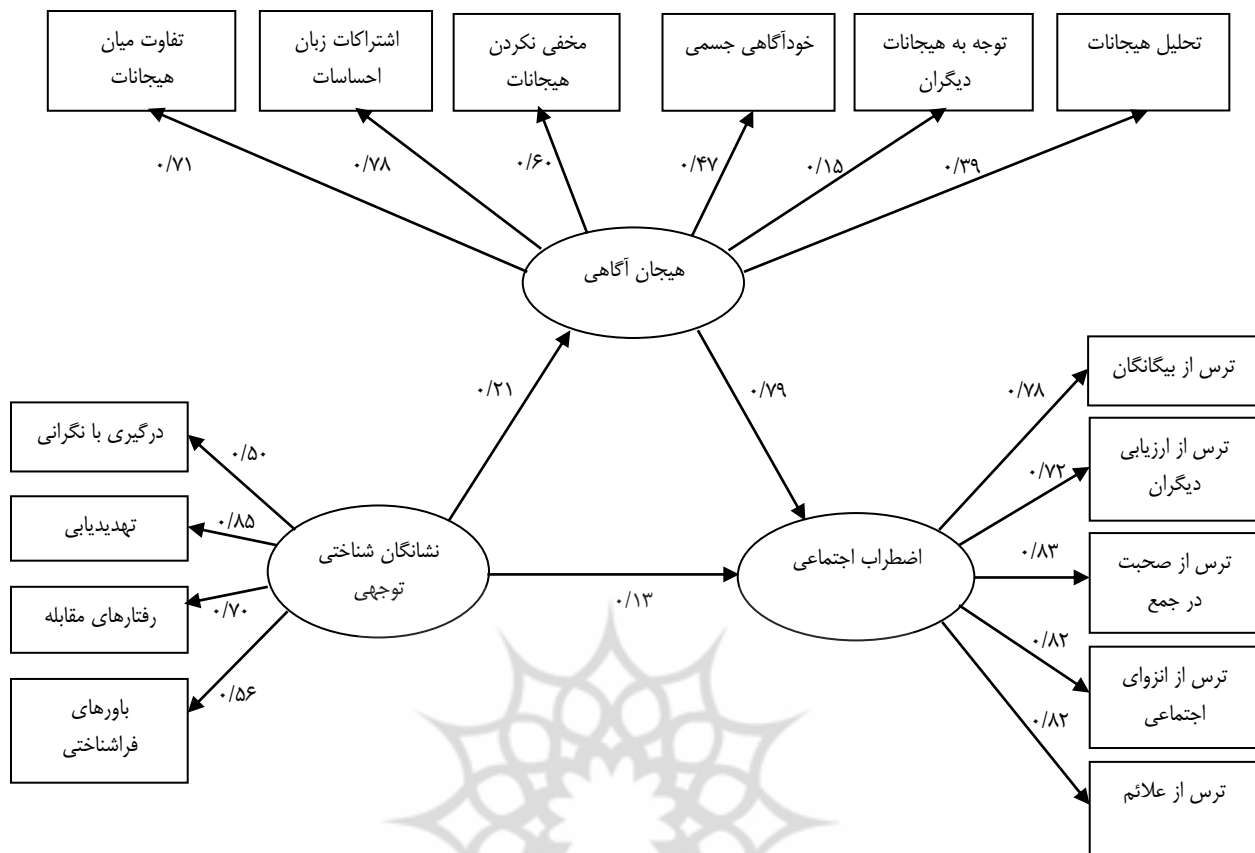 تحلیل هیجانات
توجه به هیجانات
دیگران
خودآگاهی جسمی
مخفی نکردن
هیجانات
اشتراکات زبان
احساسات
تفاوت میان
هیجانات
۰/۳۹
۰/۱۵
۰/۴۷
۰/۶۰
۰/۷۸
۰/۷۱
هیجان آگاهی
۰/۷۹
۰/۲۱
ترس از بیگانگان
۰/۷۸
ترس از ارزیابی
دیگران
۰/۷۲
ترس از صحبت
در جمع
۰/۸۳
ترس از انزوای
اجتماعی
۰/۸۲
ترس از علائم
۰/۸۲
اضطراب اجتماعی
۰/۱۳
نشانگان شناختی
توجهی
۰/۵۰
درگیری با نگرانی
۰/۸۵
تهدیدیابی
۰/۷۰
رفتارهای مقابله
۰/۵۶
باورهای
فراشناختی